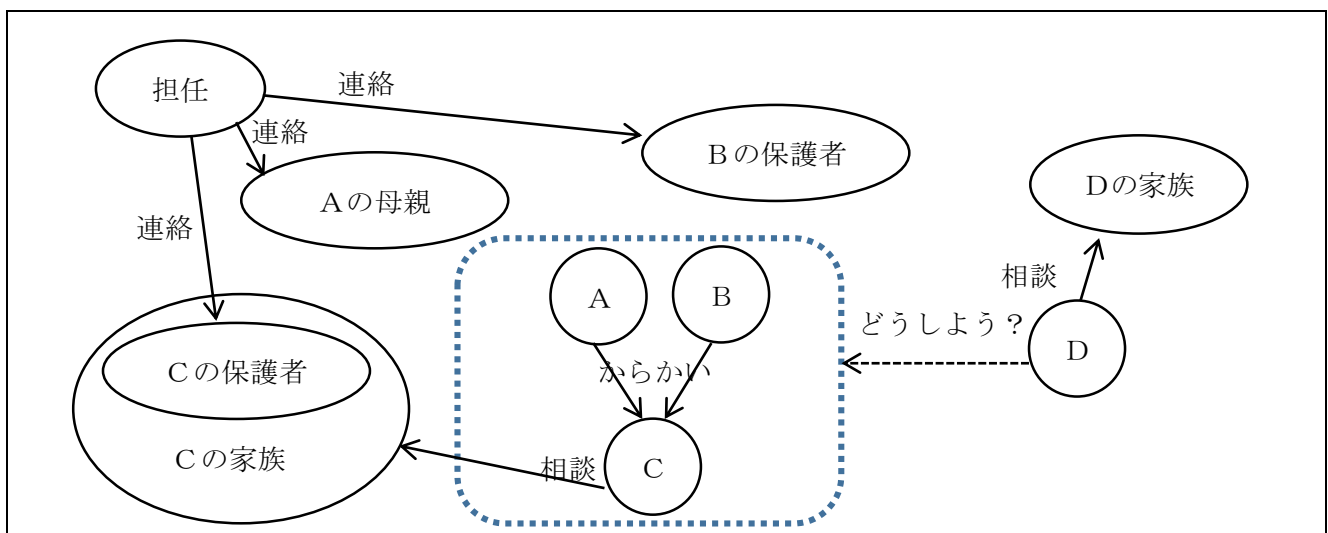 担任
連絡
Bの保護者
連絡
Aの母親
Dの家族
連絡
相談
A
B
どうしよう？
D
Cの保護者
からかい
Cの家族
相談
C